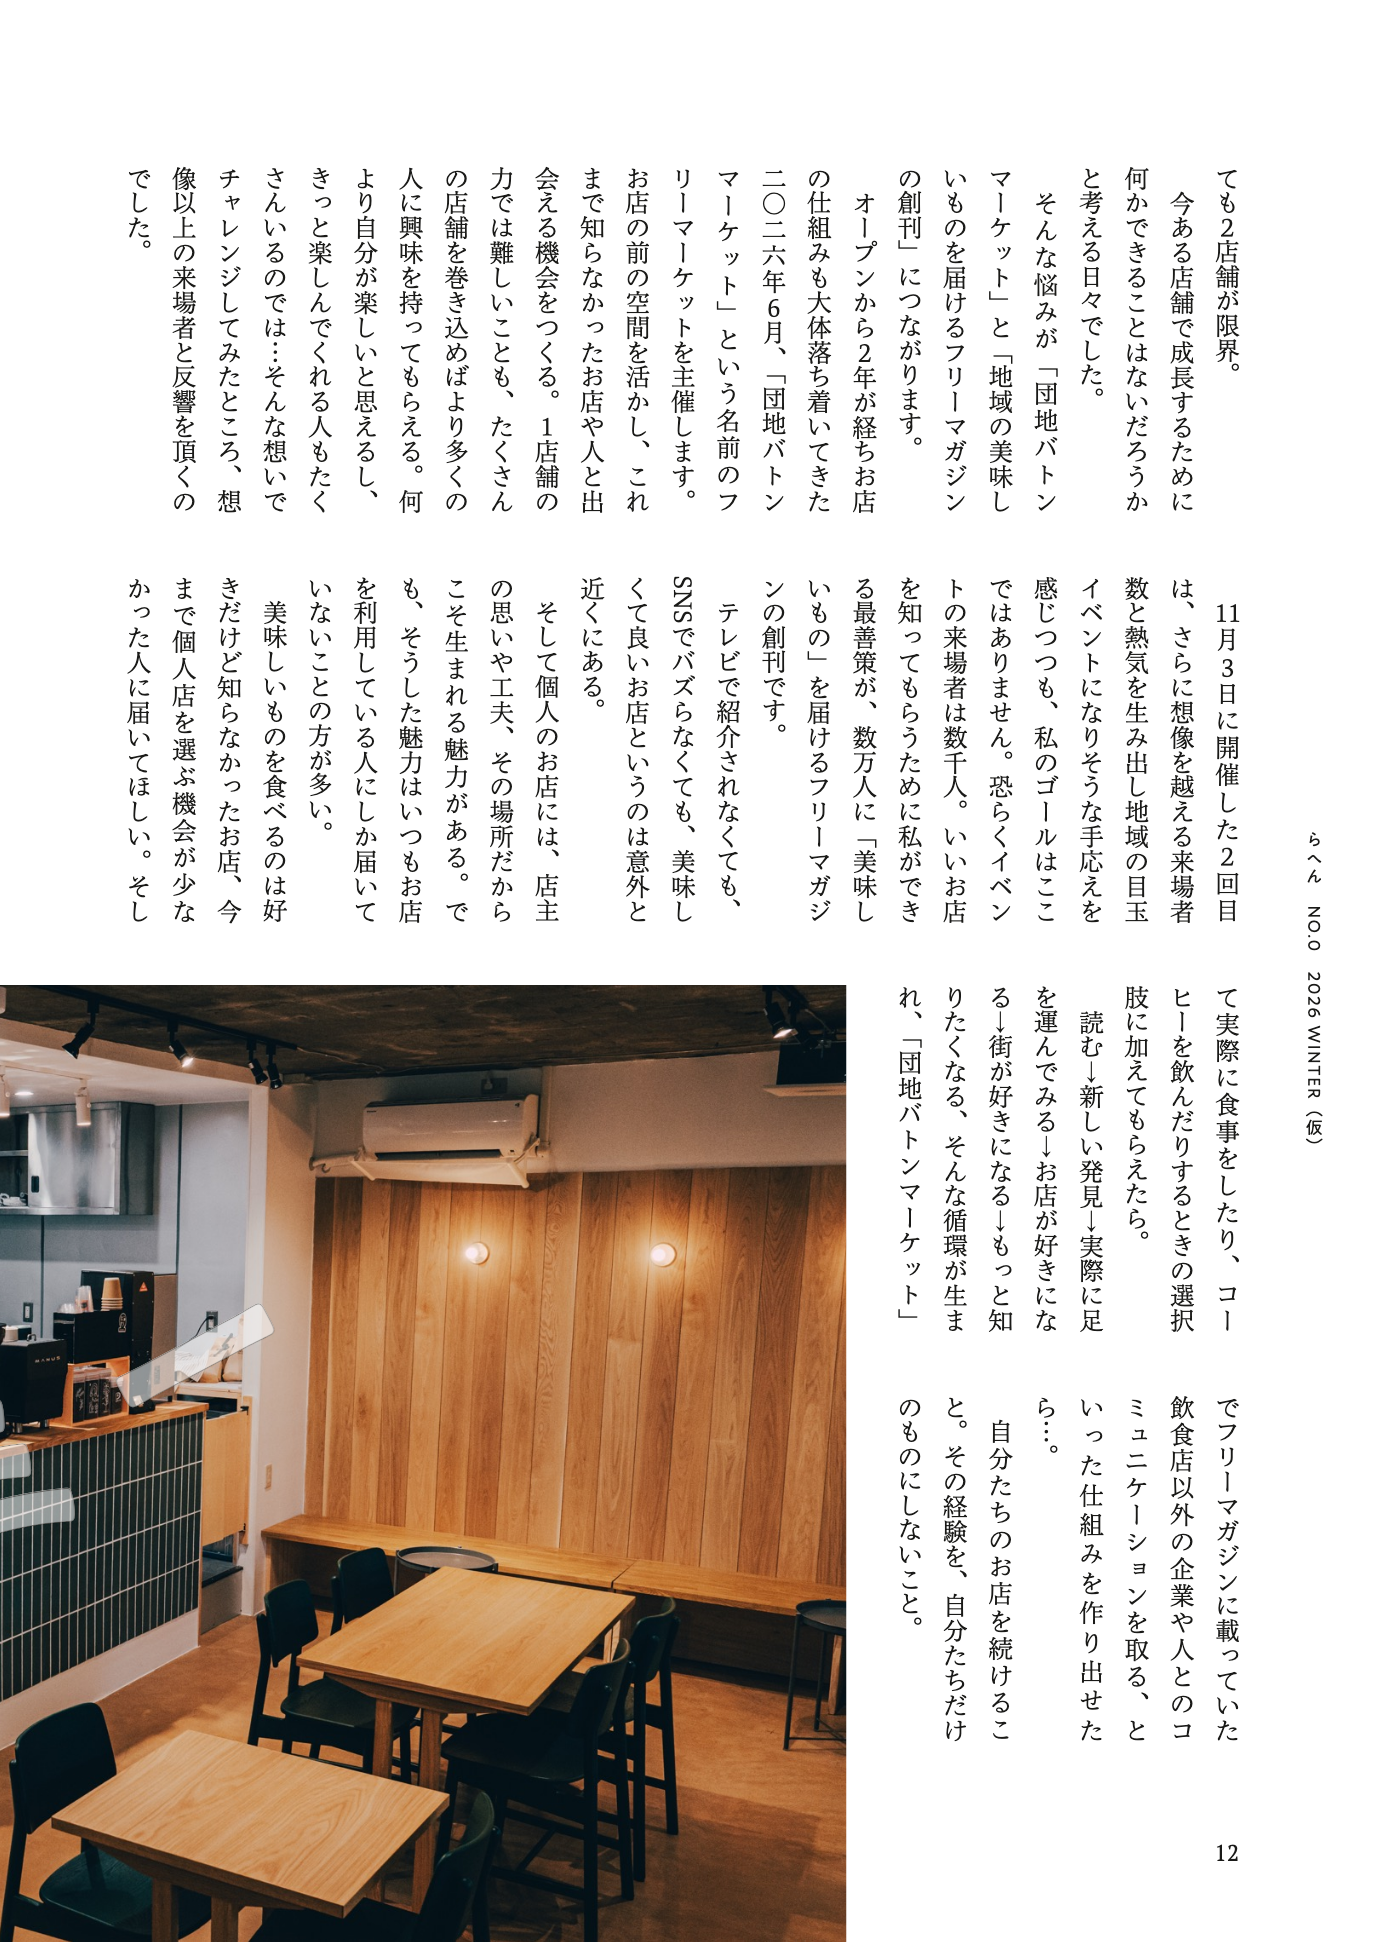 ても2店舗が限界。
今ある店舗で成長するために
何かできることはないだろうか
と考える日々でした。
そんな悩みが「団地バトン
マーケット」と「地域の美味し
いものを届けるフリーマガジン
の創刊」につながります。
オープンから2年が経ちお店
の仕組みも大体落ち着いてきた
二〇二六年6月、「団地バトン
マーケット」という名前のフ
リーマーケットを主催します。
お店の前の空間を活かし、これ
まで知らなかったお店や人と出
会える機会をつくる。1店舗の
力では難しいことも、たくさん
の店舗を巻き込めばより多くの
人に興味を持ってもらえる。何
より自分が楽しいと思えるし、
きっと楽しんでくれる人もたく
さんいるのでは…そんな想いで
チャレンジしてみたところ、想
像以上の来場者と反響を頂くの
でした。
11月3日に開催した2回目
は、さらに想像を越える来場者
数と熱気を生み出し地域の目玉
イベントになりそうな手応えを
感じつつも、私のゴールはここ
ではありません。恐らくイベン
トの来場者は数千人。いいお店
を知ってもらうために私ができ
る最善策が、数万人に「美味し
いもの」を届けるフリーマガジ
ンの創刊です。
テレビで紹介されなくても、
SNSでバズらなくても、美味し
くて良いお店というのは意外と
近くにある。
そして個人のお店には、店主
の思いや工夫、その場所だから
こそ生まれる魅力がある。で
も、そうした魅力はいつもお店
を利用している人にしか届いて
いないことの方が多い。
美味しいものを食べるのは好
きだけど知らなかったお店、今
まで個人店を選ぶ機会が少な
かった人に届いてほしい。そし
て実際に食事をしたり、コー
ヒーを飲んだりするときの選択
肢に加えてもらえたら。
読む→新しい発見→実際に足
を運んでみる→お店が好きにな
る→街が好きになる→もっと知
りたくなる、そんな循環が生ま
れ、「団地バトンマーケット」
でフリーマガジンに載っていた
飲食店以外の企業や人とのコ
ミュニケーションを取る、と
いった仕組みを作り出せた
ら…。
自分たちのお店を続けるこ
と。その経験を、自分たちだけ
のものにしないこと。
らへん NO.0 2026 WINTER（仮）
12